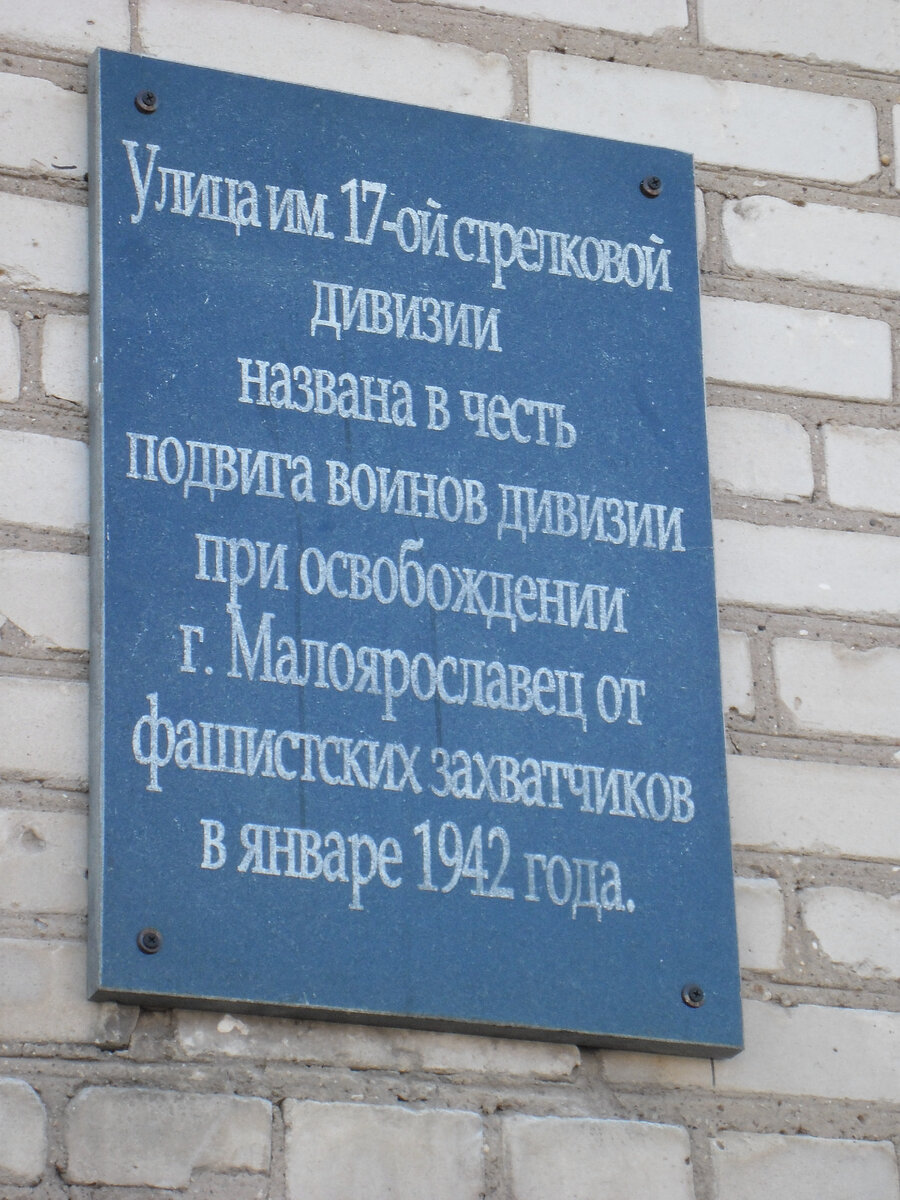 Улица им. 17-ой стрелковой
дивизии
названа в честь
подвига воинов дивизии
при освобождении
г. Малоярославец от
фашистских захватчиков
в январе 1942 года.